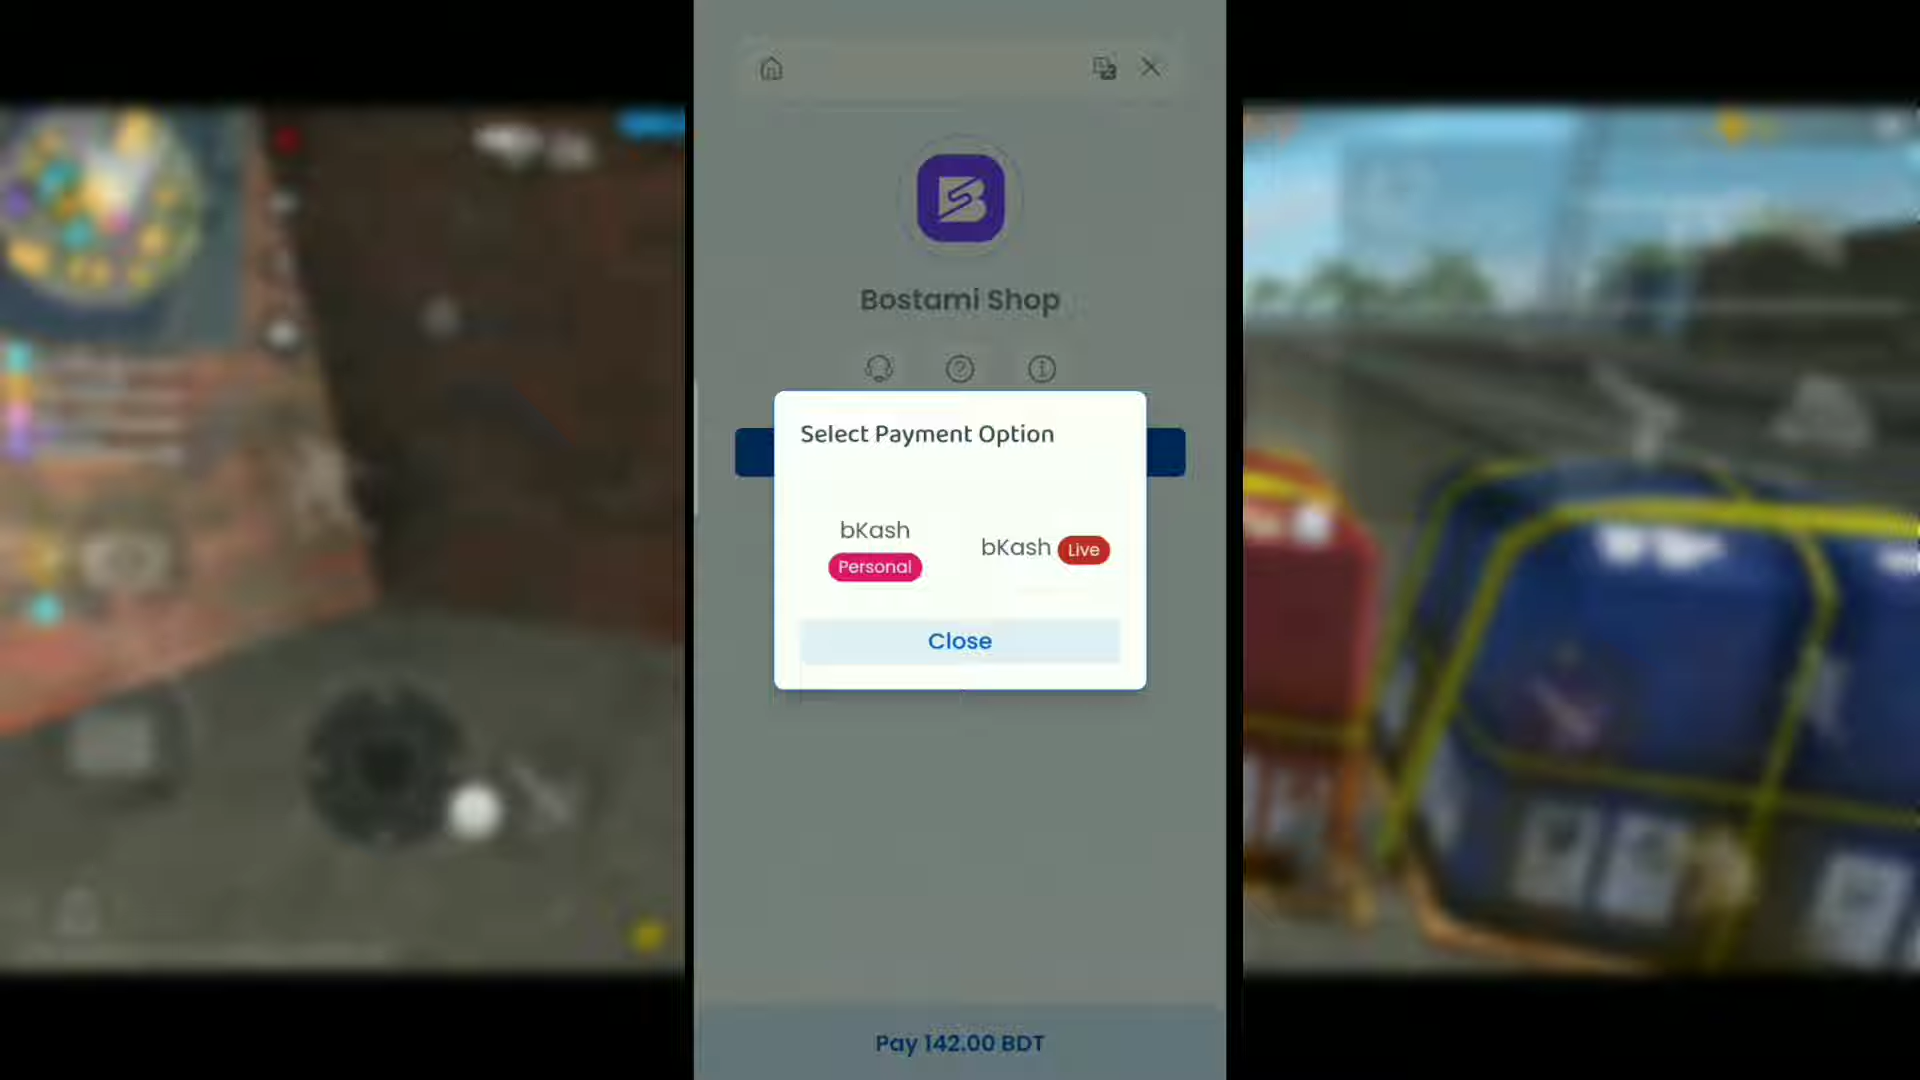 Bostami Shop
Select Payment Option
bKash
Personal
bKash Live
Close
Pay 142.00 BDT